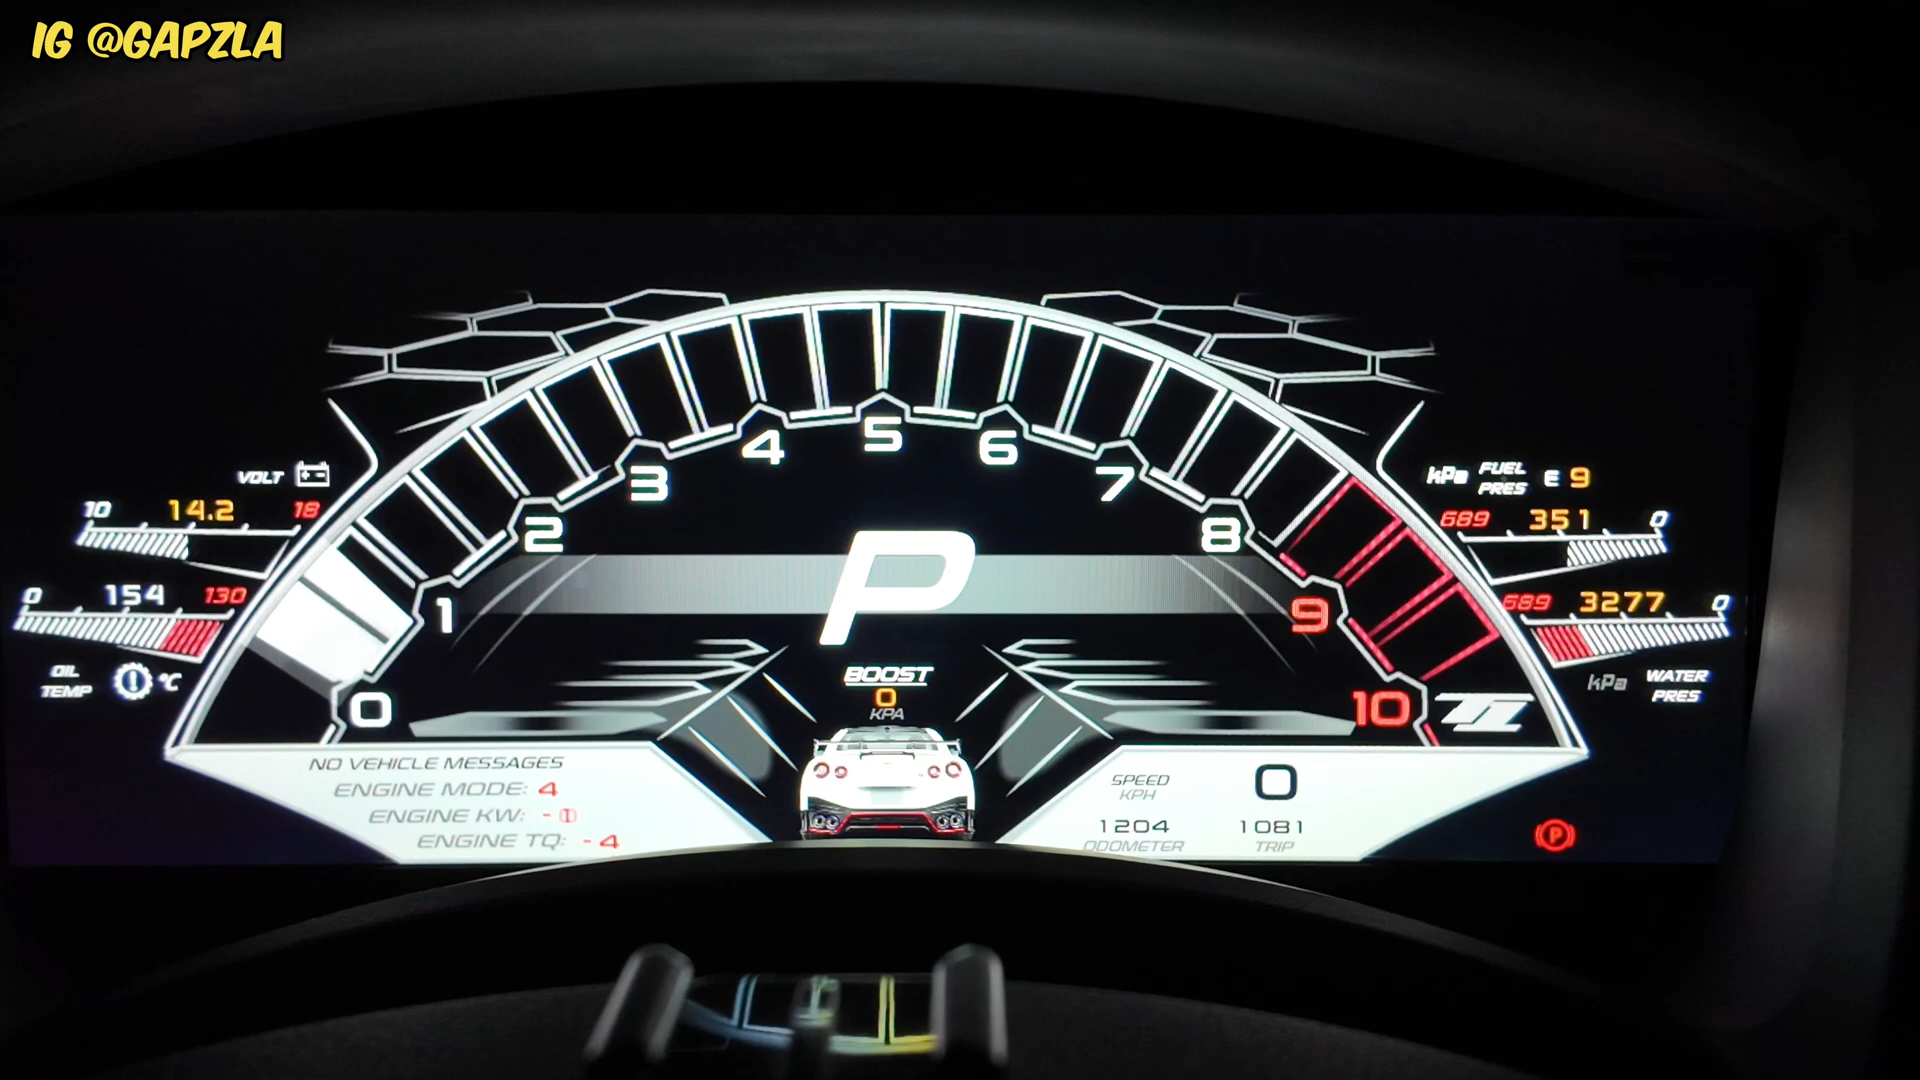 IG @GAPZLA
4 5 6
3 7
2 8
1 9
0 10
VOLT
10 14.2 18
0 154 130
OIL
TEMP °C
kPa FUEL
PRES E 9
689 351 0
689 3277 0
kPa WATER
PRES
P
BOOST
0
KPA
NO VEHICLE MESSAGES
ENGINE MODE: 4
ENGINE KW: - 0
ENGINE TQ: - 4
SPEED
KPH 0
1204 1081
ODOMETER TRIP
P